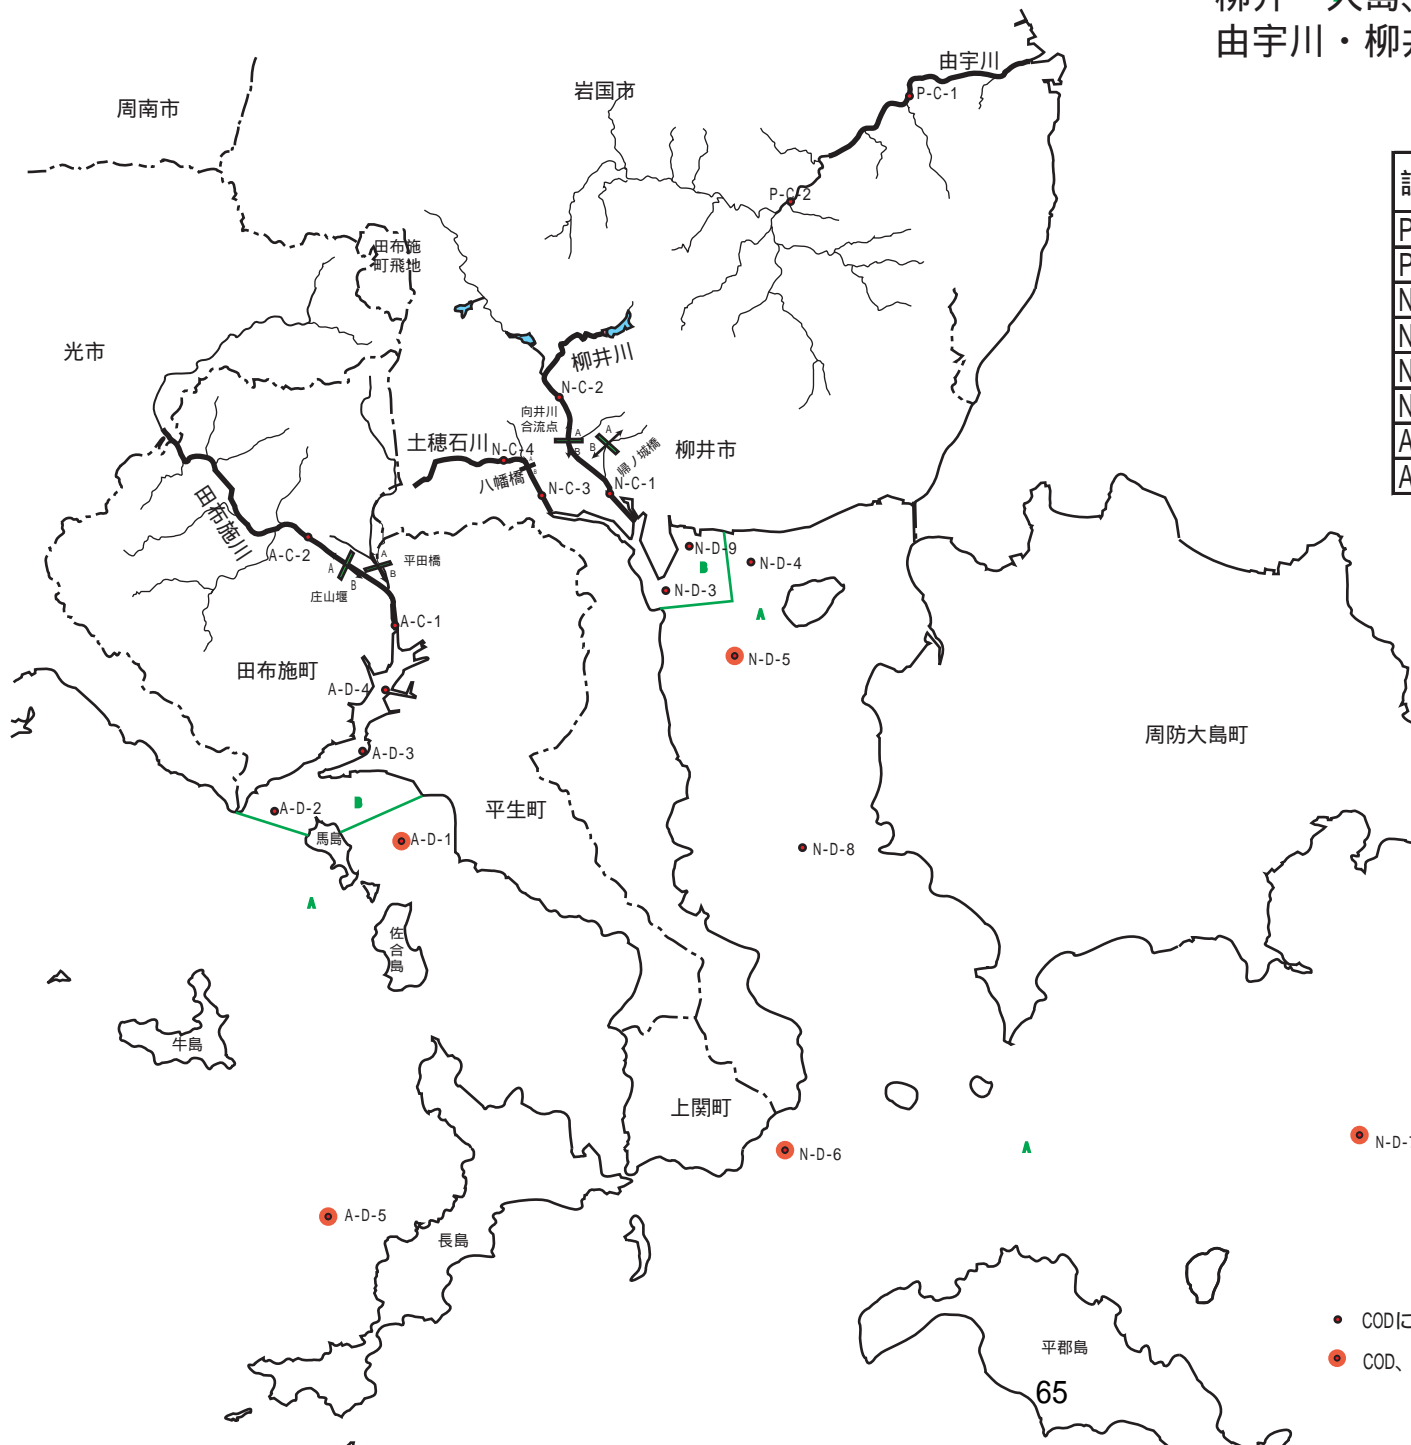 由宇川・柳井
由宇川
岩国市
周南市
P-C-1
P-C-2
田布施
町飛地
光市
柳井川
N-C-2
向井川
合流点
A
B
A
B
帰ノ城橋
柳井市
土穂石川
N-C-4
八幡橋
N-C-3
N-C-1
田布施川
A-C-2
A
B
庄山堰
A
B
平田橋
A-C-1
N-D-9
B
N-D-4
N-D-3
A
N-D-5
田布施町
A-D-4
周防大島町
A-D-3
A-D-2
B
平生町
馬島
A-D-1
N-D-8
A
佐合島
牛島
上関町
A
N-D-6
N-D-
A-D-5
長島
平郡島
CODに
COD、
65
P
P
N
N
N
N
A
A